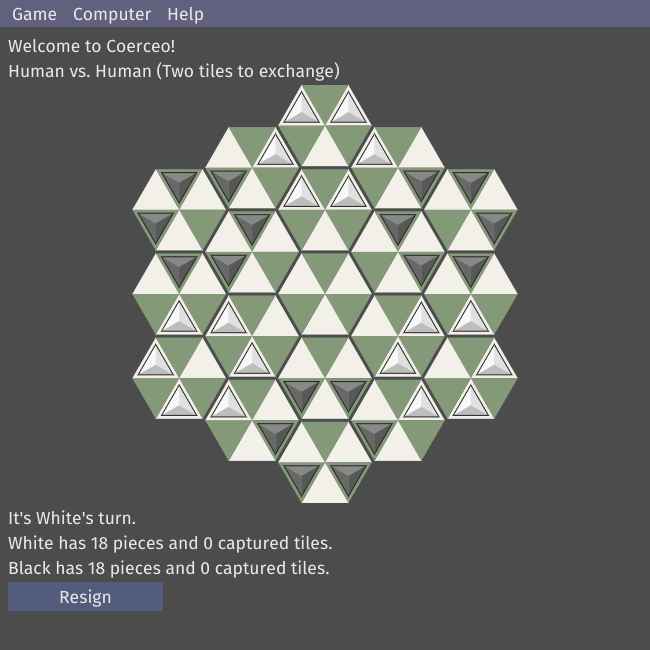 Game Computer Help
Welcome to Coerceo!
Human vs. Human (Two tiles to exchange)
It's White's turn.
White has 18 pieces and 0 captured tiles.
Black has 18 pieces and 0 captured tiles.
Resign